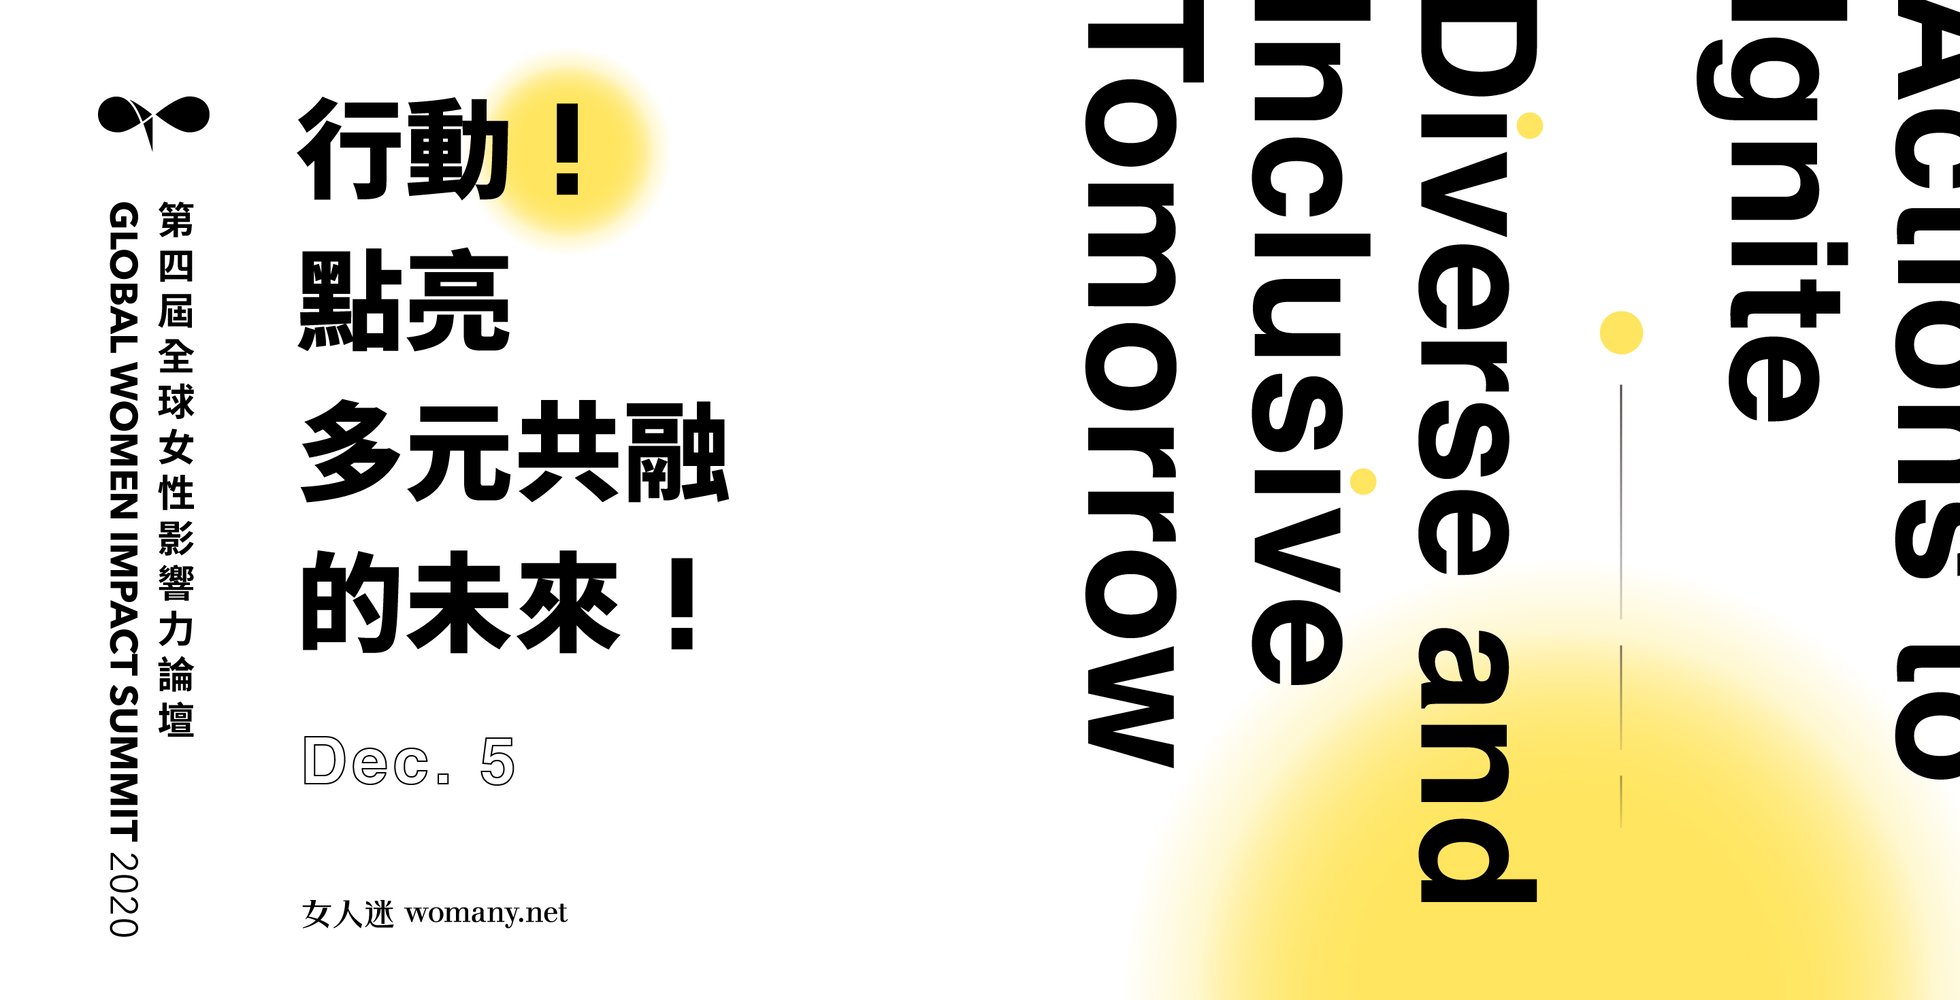 第四屆全球女性影響力論壇
GLOBAL WOMEN IMPACT SUMMIT 2020
行動！
點亮
多元共融
的未來！
Dec. 5
女人迷 womany.net
Actions to
Ignite
Diverse and
Inclusive
Tomorrow